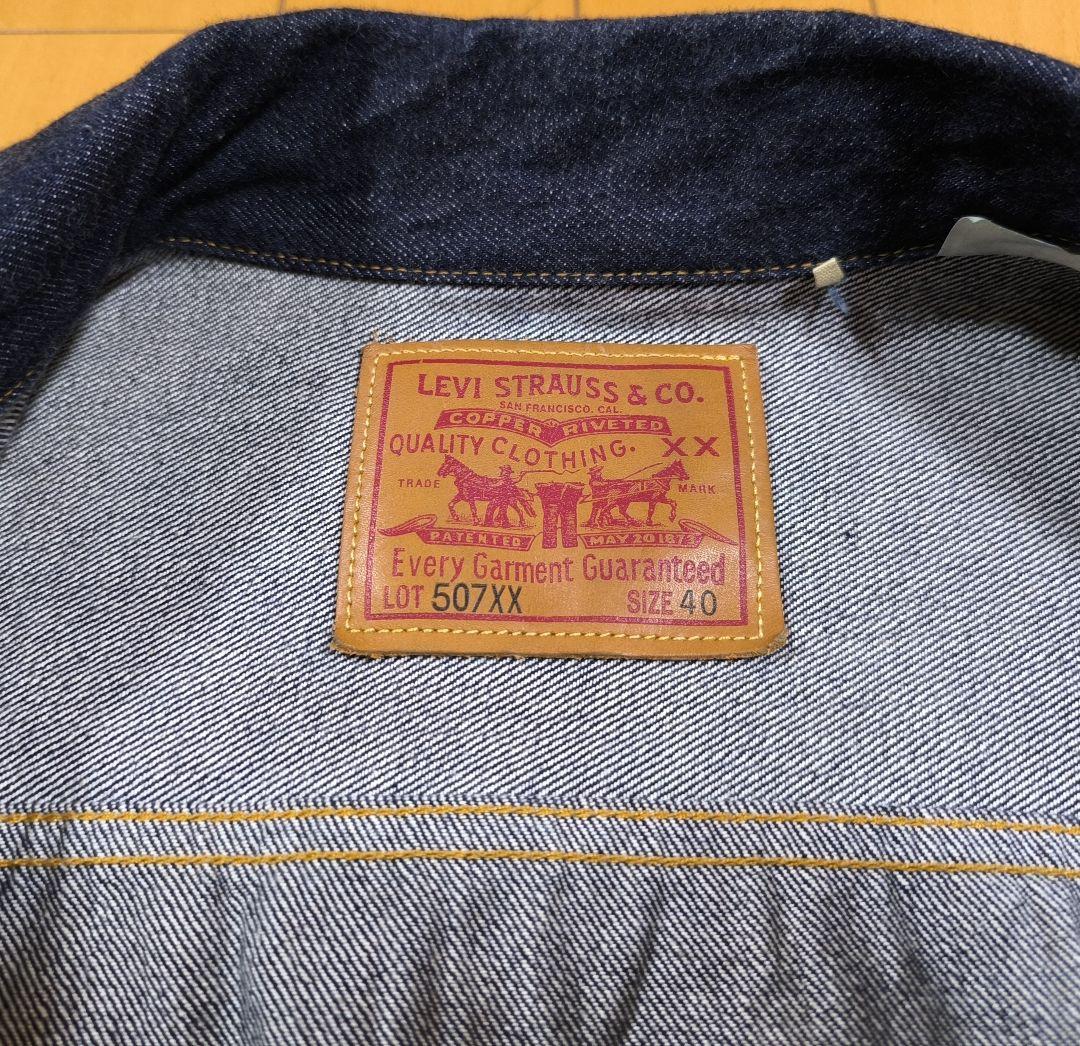 LEVI STRAUSS & CO.
SAN FRANCISCO. CAL.
COPPER RIVETED
QUALITY CLOTHING. XX
TRADE MARK
PATENTED MAY 20 1873
Every Garment Guaranteed
LOT 507XX SIZE 40